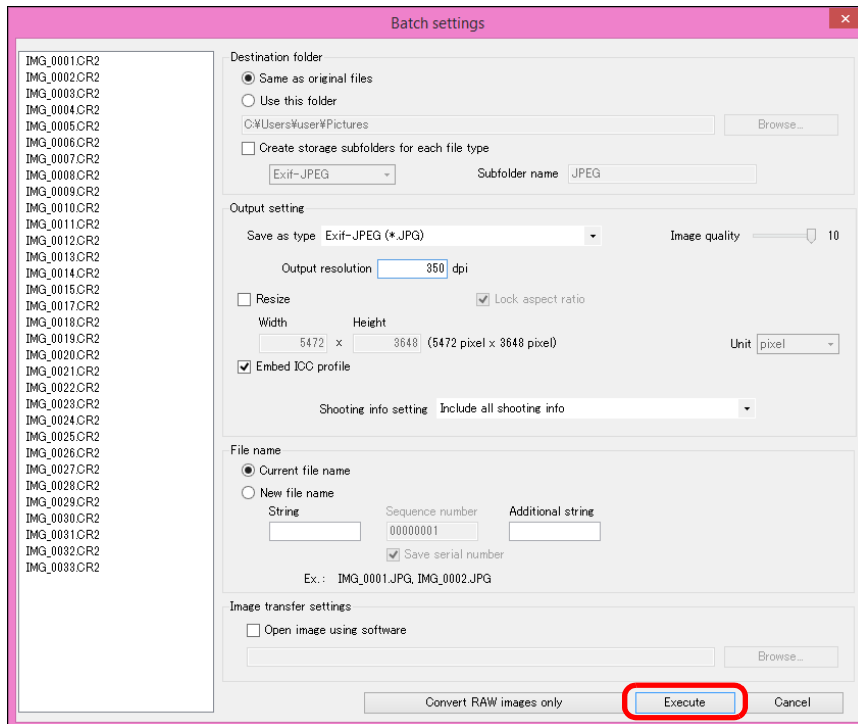 Batch settings
IMG_0001.CR2
IMG_0002.CR2
IMG_0003.CR2
IMG_0004.CR2
IMG_0005.CR2
IMG_0006.CR2
IMG_0007.CR2
IMG_0008.CR2
IMG_0009.CR2
IMG_0010.CR2
IMG_0011.CR2
IMG_0012.CR2
IMG_0013.CR2
IMG_0014.CR2
IMG_0015.CR2
IMG_0017.CR2
IMG_0018.CR2
IMG_0019.CR2
IMG_0020.CR2
IMG_0021.CR2
IMG_0022.CR2
IMG_0023.CR2
IMG_0024.CR2
IMG_0025.CR2
IMG_0026.CR2
IMG_0027.CR2
IMG_0028.CR2
IMG_0029.CR2
IMG_0030.CR2
IMG_0031.CR2
IMG_0032.CR2
IMG_0033.CR2
Destination folder
Same as original files
Use this folder
C:¥Users¥user¥Pictures Browse...
Create storage subfolders for each file type
Exif-JPEG Subfolder name JPEG
Output setting
Save as type Exif-JPEG (*.JPG) Image quality 10
Output resolution 350 dpi
Resize Lock aspect ratio
Width Height
5472 x 3648 (5472 pixel x 3648 pixel) Unit pixel
Embed ICC profile
Shooting info setting Include all shooting info
File name
Current file name
New file name
String Sequence number Additional string
00000001
Save serial number
Ex.: IMG_0001.JPG, IMG_0002.JPG
Image transfer settings
Open image using software
Browse...
Convert RAW images only Execute Cancel